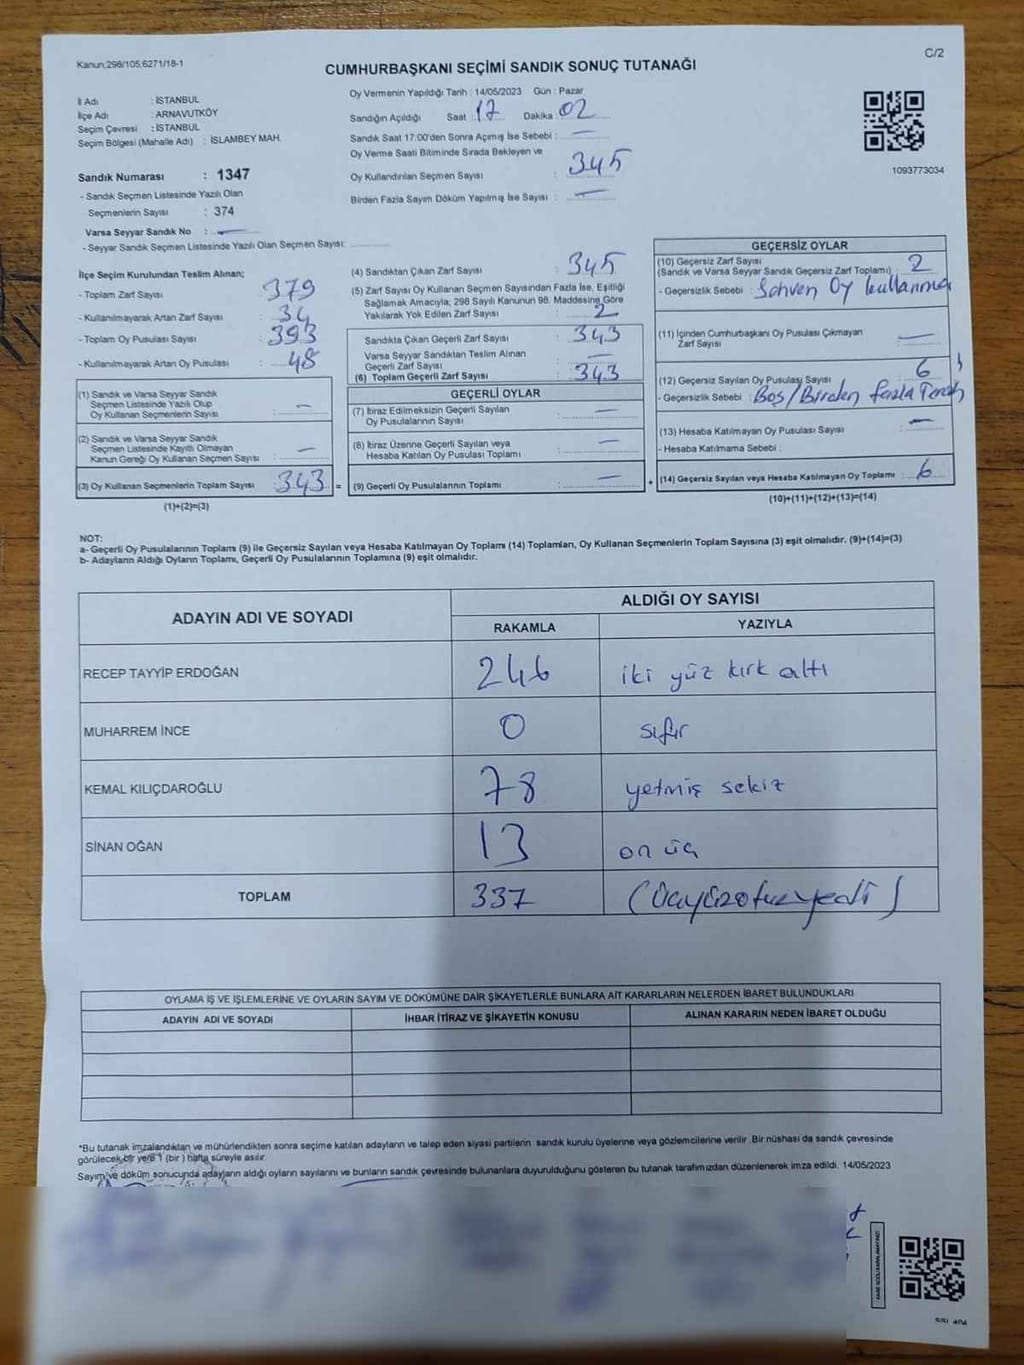 Kanun,298/105,6271/18-1
C/2
CUMHURBAŞKANI SEÇİMİ SANDIK SONUÇ TUTANAĞI
İl Adı : İSTANBUL
İlçe Adı : ARNAVUTKÖY
Seçim Çevresi : İSTANBUL
Seçim Bölgesi (Mahalle Adı) : İSLAMBEY MAH.
Oy Vermenin Yapıldığı Tarih : 14/05/2023 Gün : Pazar
Sandığın Açıldığı Saat : 17 Dakika : 02
Sandık Saat 17:00'den Sonra Açımış İse Sebebi : —
Oy Verme Saati Bitiminde Sırada Bekleyen ve
Oy Kullandırılan Seçmen Sayısı : 345
Birden Fazla Sayım Döküm Yapılmış İse Sayısı : —
1093773034
Sandık Numarası : 1347
- Sandık Seçmen Listesinde Yazılı Olan
Seçmenlerin Sayısı : 374
Varsa Seyyar Sandık No : —
- Seyyar Sandık Seçmen Listesinde Yazılı Olan Seçmen Sayısı:
İlçe Seçim Kurulundan Teslim Alınan;
- Toplam Zarf Sayısı : 379
- Kullanılmayarak Artan Zarf Sayısı : 34
- Toplam Oy Pusulası Sayısı : 393
- Kullanılmayarak Artan Oy Pusulası : 48
(1) Sandık ve Varsa Seyyar Sandık
Seçmen Listesinde Yazılı Olup
Oy Kullanan Seçmenlerin Sayısı : —
(2) Sandık ve Varsa Seyyar Sandık
Seçmen Listesinde Kayıtlı Olmayan
Kanun Gereği Oy Kullanan Seçmen Sayısı : —
(3) Oy Kullanan Seçmenlerin Toplam Sayısı : 343 =
(1)+(2)=(3)
(4) Sandıktan Çıkan Zarf Sayısı : 345
(5) Zarf Sayısı Oy Kullanan Seçmen Sayısından Fazla İse, Eşitliği
Sağlamak Amacıyla; 298 Sayılı Kanunun 98. Maddesine Göre
Yakılarak Yok Edilen Zarf Sayısı : 2
Sandıkta Çıkan Geçerli Zarf Sayısı : 343
Varsa Seyyar Sandıktan Teslim Alınan
Geçerli Zarf Sayısı : —
(6) Toplam Geçerli Zarf Sayısı : 343
GEÇERLİ OYLAR
(7) İtiraz Edilmeksizin Geçerli Sayılan
Oy Pusulalarının Sayısı : —
(8) İtiraz Üzerine Geçerli Sayılan veya
Hesaba Katılan Oy Pusulası Toplamı : —
(9) Geçerli Oy Pusulalarının Toplamı : — +
GEÇERSİZ OYLAR
(10) Geçersiz Zarf Sayısı
(Sandık ve Varsa Seyyar Sandık Geçersiz Zarf Toplamı) : 2
- Geçersizlik Sebebi : Sehven Oy kullanma
(11) İçinden Cumhurbaşkanı Oy Pusulası Çıkmayan
Zarf Sayısı : —
(12) Geçersiz Sayılan Oy Pusulası Sayısı : 6
- Geçersizlik Sebebi : Boş/Birden fazla Tercih
(13) Hesaba Katılmayan Oy Pusulası Sayısı : —
- Hesaba Katılmama Sebebi :
(14) Geçersiz Sayılan veya Hesaba Katılmayan Oy Toplamı : 6
(10)+(11)+(12)+(13)=(14)
NOT:
a- Geçerli Oy Pusulalarının Toplamı (9) ile Geçersiz Sayılan veya Hesaba Katılmayan Oy Toplamı (14) Toplamları, Oy Kullanan Seçmenlerin Toplam Sayısına (3) eşit olmalıdır. (9)+(14)=(3)
b- Adayların Aldığı Oyların Toplamı, Geçerli Oy Pusulalarının Toplamına (9) eşit olmalıdır.
ADAYIN ADI VE SOYADI
ALDIĞI OY SAYISI
RAKAMLA YAZIYLA
RECEP TAYYİP ERDOĞAN 246 iki yüz kırk altı
MUHARREM İNCE 0 sıfır
KEMAL KILIÇDAROĞLU 78 yetmiş sekiz
SİNAN OĞAN 13 on üç
TOPLAM 337 (üçyüzotuzyedi)
OYLAMA İŞ VE İŞLEMLERİNE VE OYLARIN SAYIM VE DÖKÜMÜNE DAİR ŞİKAYETLERLE BUNLARA AİT KARARLARIN NELERDEN İBARET BULUNDUKLARI
ADAYIN ADI VE SOYADI İHBAR İTİRAZ VE ŞİKAYETİN KONUSU ALINAN KARARIN NEDEN İBARET OLDUĞU
*Bu tutanak imzalandıktan ve mühürlendikten sonra seçime katılan adayların ve talep eden siyasi partilerin sandık kurulu üyelerine veya gözlemcilerine verilir .Bir nüshası da sandık çevresinde
görülecek bir yere 1 (bir ) hafta süreyle asılır.
Sayım ve döküm sonucunda adayların aldığı oyların sayılarını ve bunların sandık çevresinde bulunanlara duyurulduğunu gösteren bu tutanak tarafımızdan düzenlenerek imza edildi. 14/05/2023